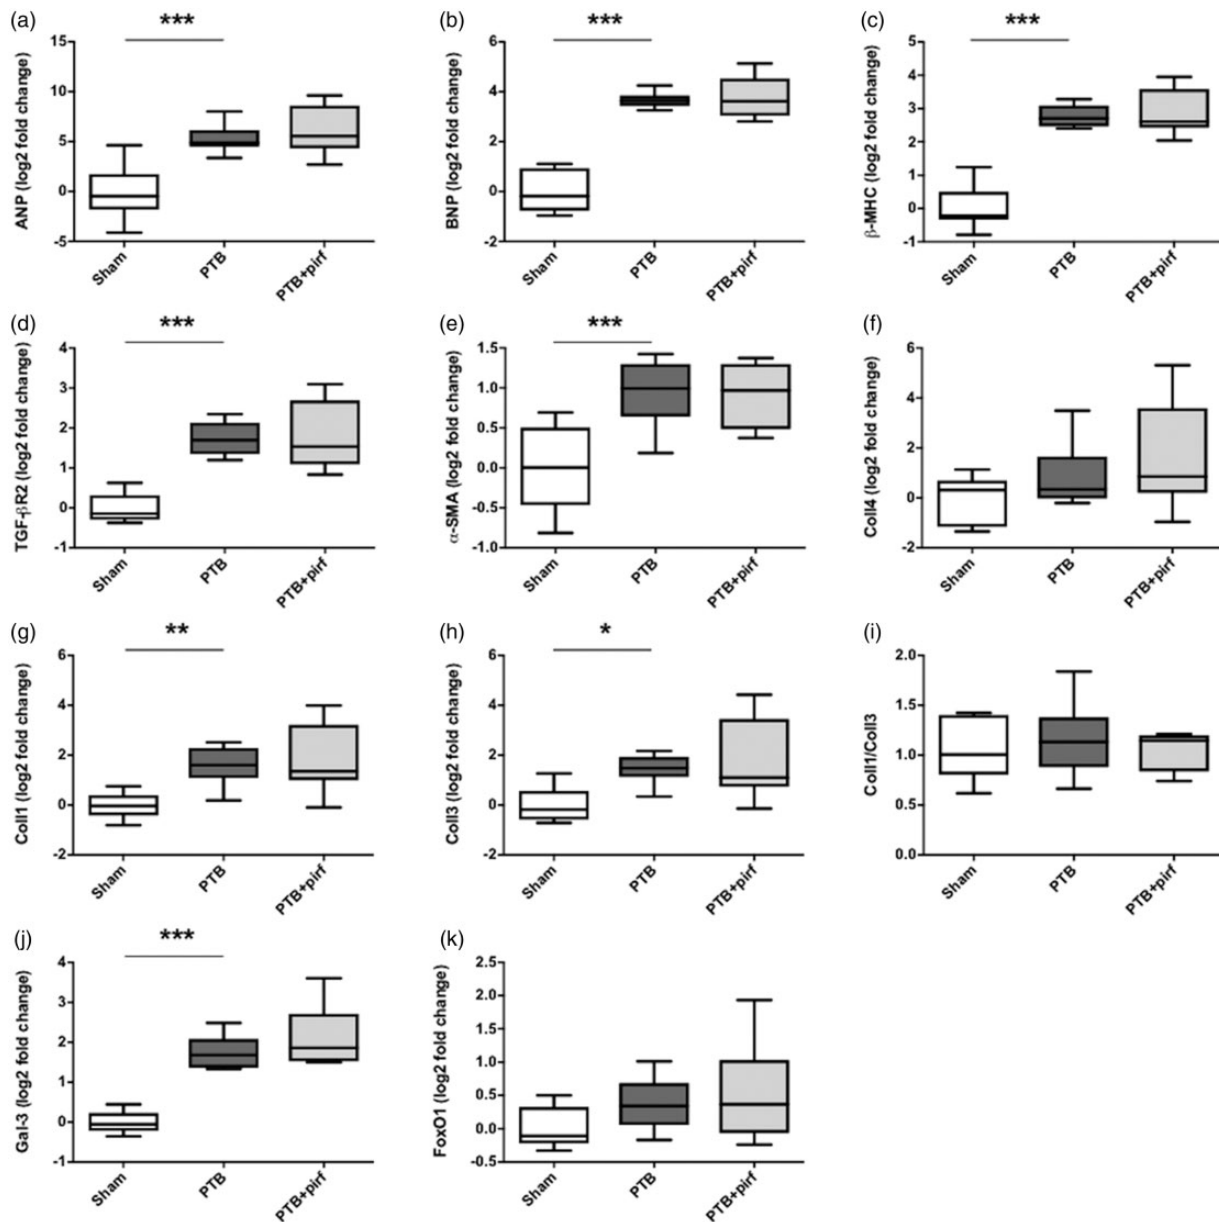 (a)
***
ANP (log2 fold change)
15
10
5
0
-5
Sham
PTB
PTB+pirf
(b)
***
BNP (log2 fold change)
6
4
2
0
-2
Sham
PTB
PTB+pirf
(c)
***
β-MHC (log2 fold change)
5
4
3
2
1
0
-1
Sham
PTB
PTB+pirf
(d)
***
TGF-βR2 (log2 fold change)
4
3
2
1
0
-1
Sham
PTB
PTB+pirf
(e)
***
α-SMA (log2 fold change)
1.5
1.0
0.5
0.0
-0.5
-1.0
Sham
PTB
PTB+pirf
(f)
Coll4 (log2 fold change)
6
4
2
0
-2
Sham
PTB
PTB+pirf
(g)
**
Coll1 (log2 fold change)
6
4
2
0
-2
Sham
PTB
PTB+pirf
(h)
*
Coll3 (log2 fold change)
6
4
2
0
-2
Sham
PTB
PTB+pirf
(i)
Coll1/Coll3
2.0
1.5
1.0
0.5
0.0
Sham
PTB
PTB+pirf
(j)
***
Gal-3 (log2 fold change)
4
3
2
1
0
-1
Sham
PTB
PTB+pirf
(k)
FoxO1 (log2 fold change)
2.5
2.0
1.5
1.0
0.5
0.0
-0.5
Sham
PTB
PTB+pirf